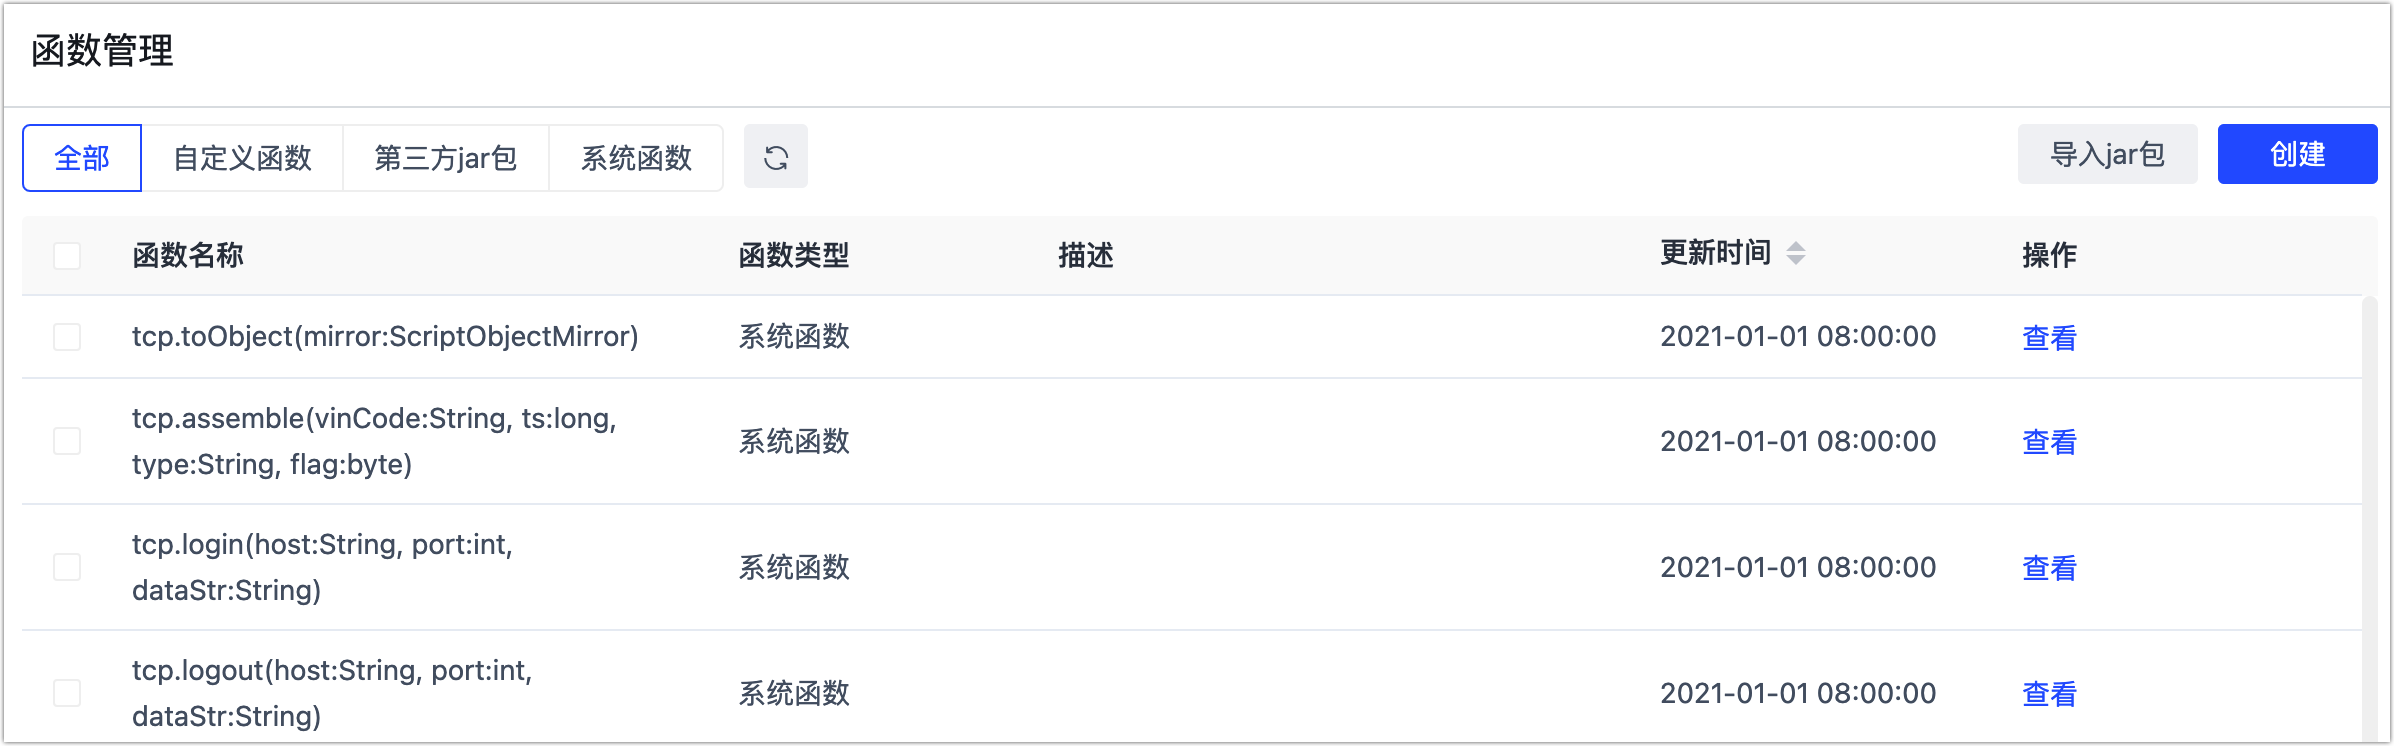 函数管理
全部 自定义函数 第三方jar包 系统函数 导入jar包 创建
函数名称 函数类型 描述 更新时间 操作
tcp.toObject(mirror:ScriptObjectMirror) 系统函数 2021-01-01 08:00:00 查看
tcp.assemble(vinCode:String, ts:long,
type:String, flag:byte)
系统函数 2021-01-01 08:00:00 查看
tcp.login(host:String, port:int,
dataStr:String)
系统函数 2021-01-01 08:00:00 查看
tcp.logout(host:String, port:int,
dataStr:String)
系统函数 2021-01-01 08:00:00 查看